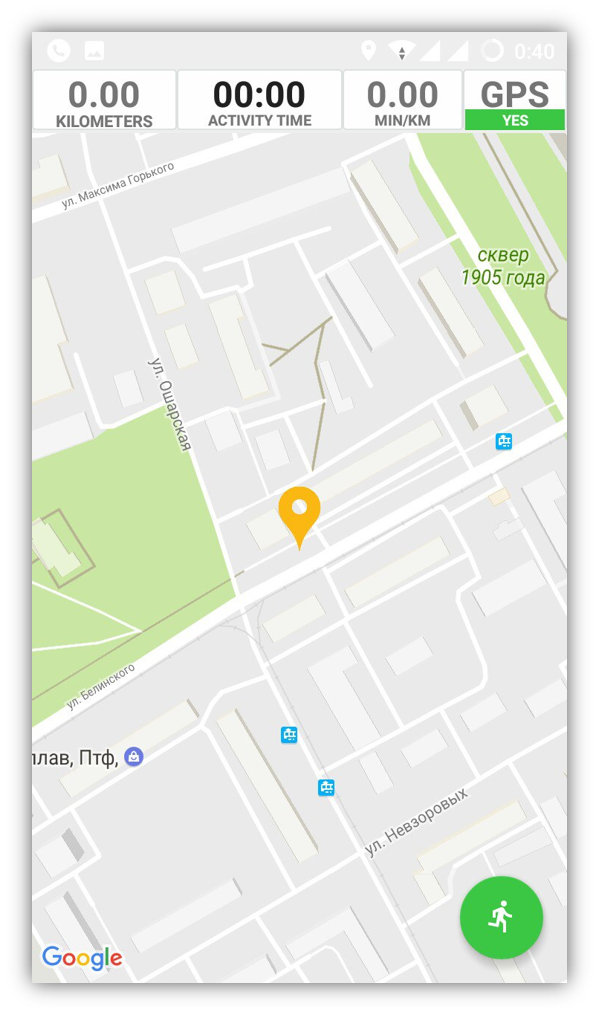 0:40
0.00
KILOMETERS
00:00
ACTIVITY TIME
0.00
MIN/KM
GPS
YES
ул. Максима Горького
сквер
1905 года
ул. Ошарская
ул. Белинского
плав, Птф,
ул. Невзоровых
Google